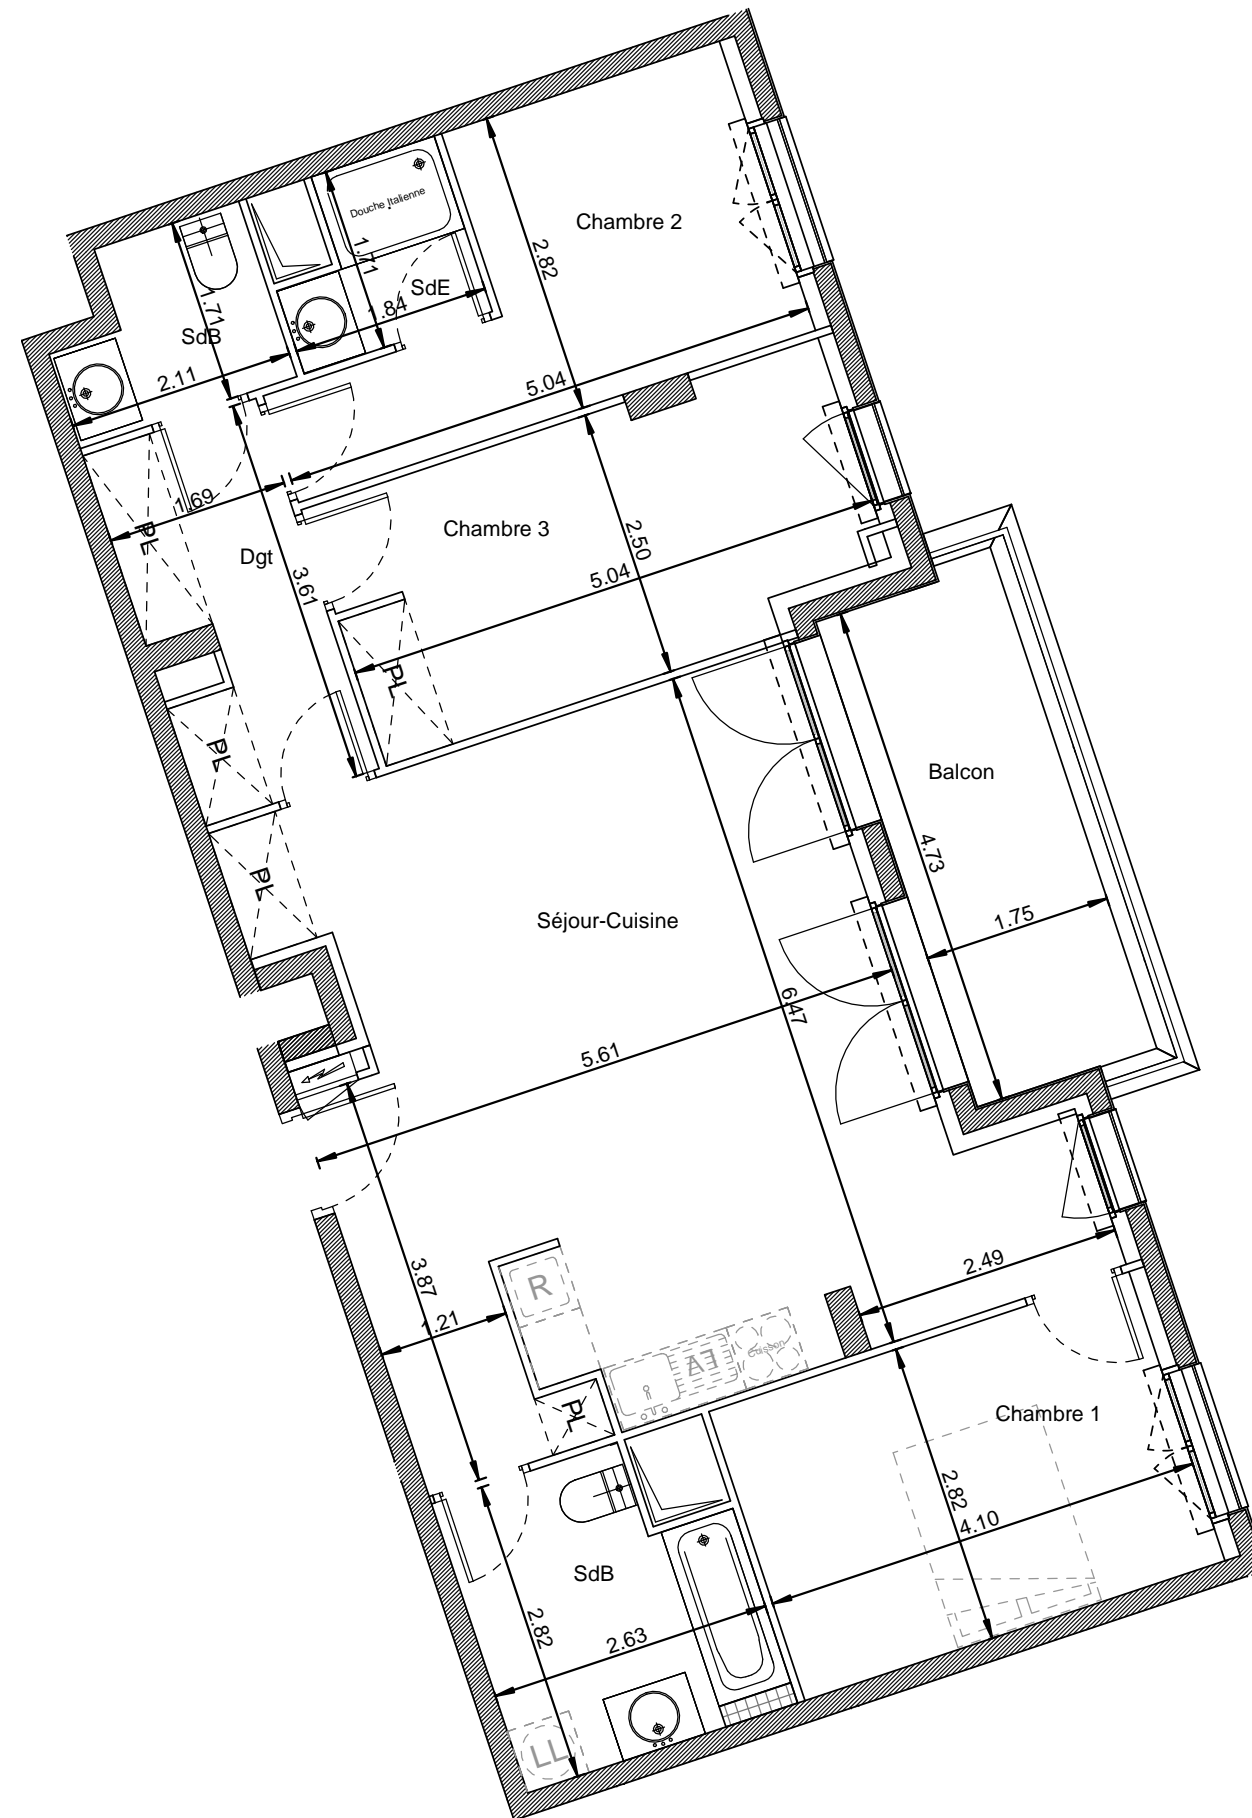 Chambre 2
2.82
Douche Italienne
1.71
SdE
1.84
1.71
SdB
2.11
5.04
1.69
PL
Dgt
Chambre 3
2.50
5.04
3.61
PL
PL
PL
Balcon
4.73
1.75
Séjour-Cuisine
6.47
5.61
3.87
1.21
R
2.49
Cuisson
PL
Chambre 1
2.82
4.10
SdB
2.82
2.63
LL